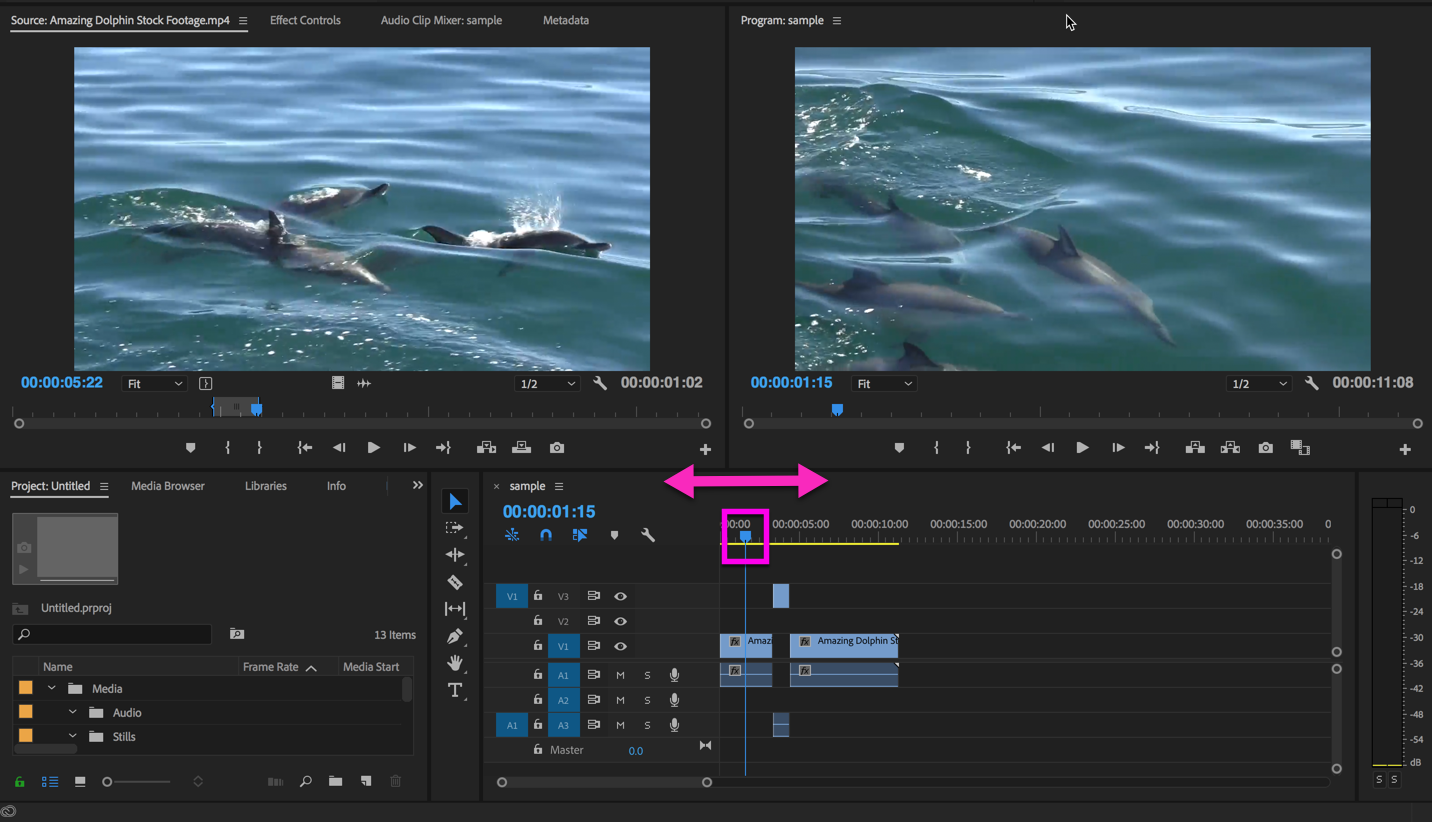 Source: Amazing Dolphin Stock Footage.mp4 Effect Controls Audio Clip Mixer: sample Metadata
Program: sample
00:00:05:22 Fit 1/2 00:00:01:02
00:00:01:15 Fit 1/2 00:00:11:08
Project: Untitled Media Browser Libraries Info
Untitled.prproj
13 Items
Name Frame Rate Media Start
Media
Audio
Stills
× sample
00:00:01:15
:00:00 00:00:05:00 00:00:10:00 00:00:15:00 00:00:20:00 00:00:25:00 00:00:30:00 00:00:35:00 0
V1 V3
V2
V1 fx Amaz fx Amazing Dolphin St
A1 M S fx fx
A2 M S
A1 A3 M S
Master 0.0
0
-6
-12
-18
-24
-30
-36
-42
-48
-54
dB
S S